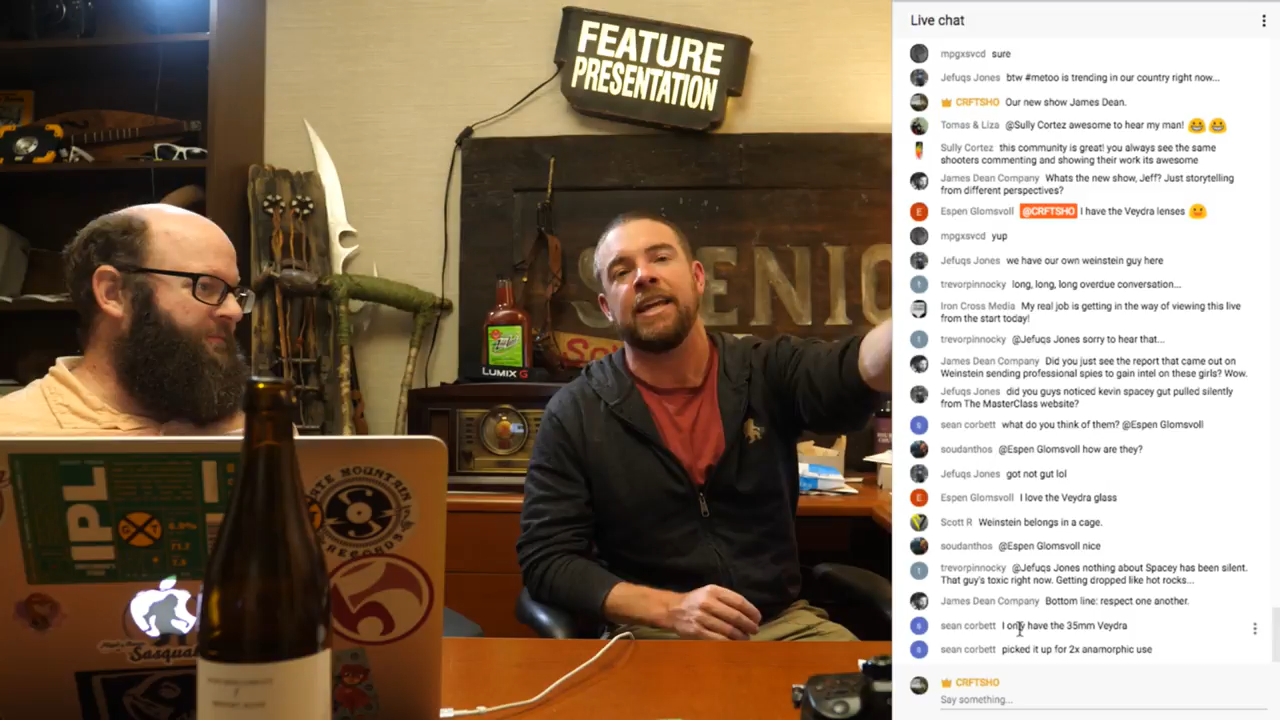 FEATURE
PRESENTATION
SCENIC
LUMIX G
IPL
STATE MOUNTAIN
RECORDS
Sasqua
Live chat
mpgxsvcd sure
Jefuqs Jones btw #metoo is trending in our country right now...
CRFTSHO Our new show James Dean.
Tomas & Liza @Sully Cortez awesome to hear my man! 😀 😀
Sully Cortez this community is great! you always see the same
shooters commenting and showing their work its awesome
James Dean Company Whats the new show, Jeff? Just storytelling
from different perspectives?
E Espen Glomsvoll @CRFTSHO I have the Veydra lenses 🙂
mpgxsvcd yup
Jefuqs Jones we have our own weinstein guy here
t trevorpinnocky long, long, long overdue conversation...
Iron Cross Media My real job is getting in the way of viewing this live
from the start today!
t trevorpinnocky @Jefuqs Jones sorry to hear that...
James Dean Company Did you just see the report that came out on
Weinstein sending professional spies to gain intel on these girls? Wow.
Jefuqs Jones did you guys noticed kevin spacey gut pulled silently
from The MasterClass website?
s sean corbett what do you think of them? @Espen Glomsvoll
soudanthos @Espen Glomsvoll how are they?
Jefuqs Jones got not gut lol
E Espen Glomsvoll I love the Veydra glass
Scott R Weinstein belongs in a cage.
soudanthos @Espen Glomsvoll nice
t trevorpinnocky @Jefuqs Jones nothing about Spacey has been silent.
That guy's toxic right now. Getting dropped like hot rocks...
James Dean Company Bottom line: respect one another.
s sean corbett I only have the 35mm Veydra
s sean corbett picked it up for 2x anamorphic use
CRFTSHO
Say something...